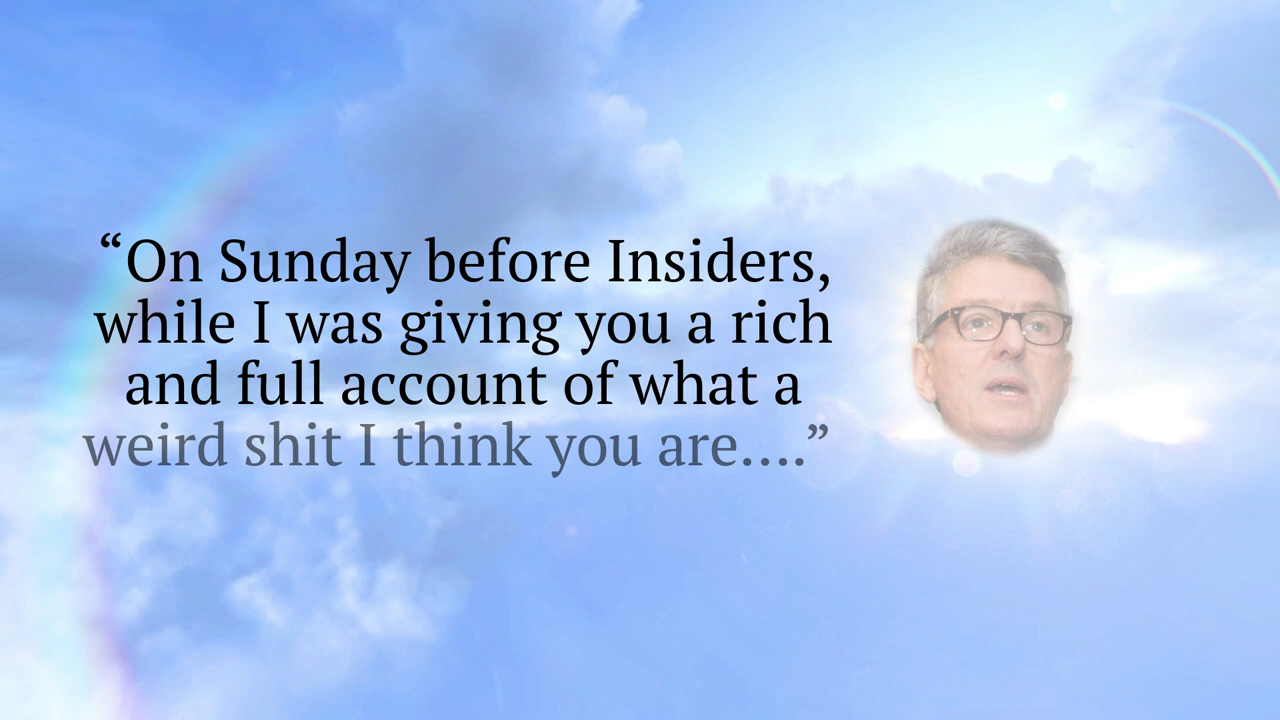 “On Sunday before Insiders,
while I was giving you a rich
and full account of what a
weird shit I think you are....”